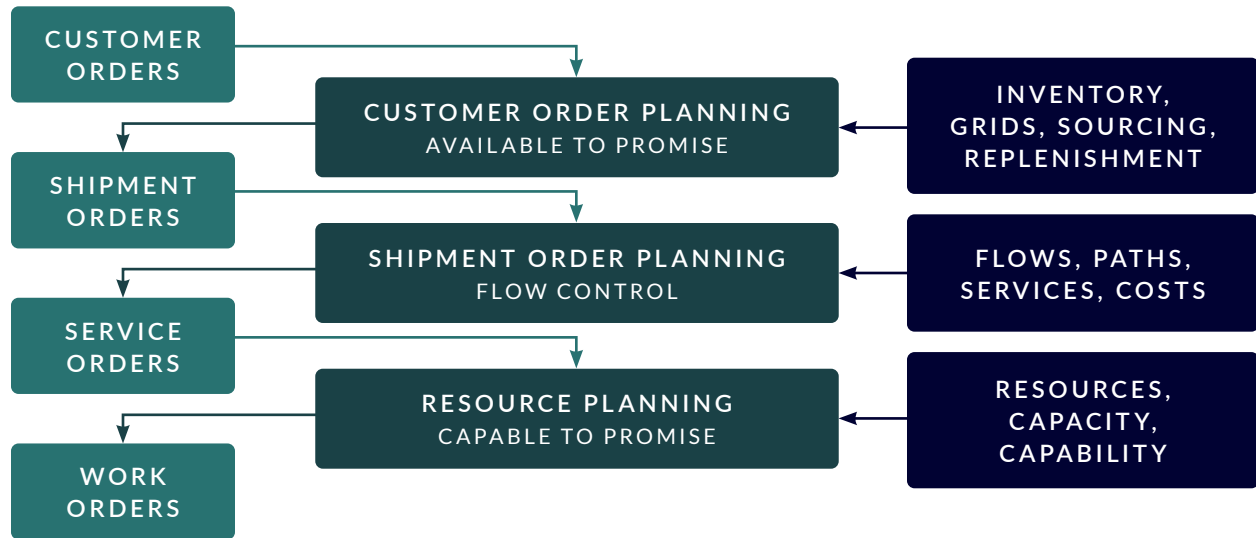 CUSTOMER
ORDERS
CUSTOMER ORDER PLANNING
AVAILABLE TO PROMISE
INVENTORY,
GRIDS, SOURCING,
REPLENISHMENT
SHIPMENT
ORDERS
SHIPMENT ORDER PLANNING
FLOW CONTROL
FLOWS, PATHS,
SERVICES, COSTS
SERVICE
ORDERS
RESOURCE PLANNING
CAPABLE TO PROMISE
RESOURCES,
CAPACITY,
CAPABILITY
WORK
ORDERS